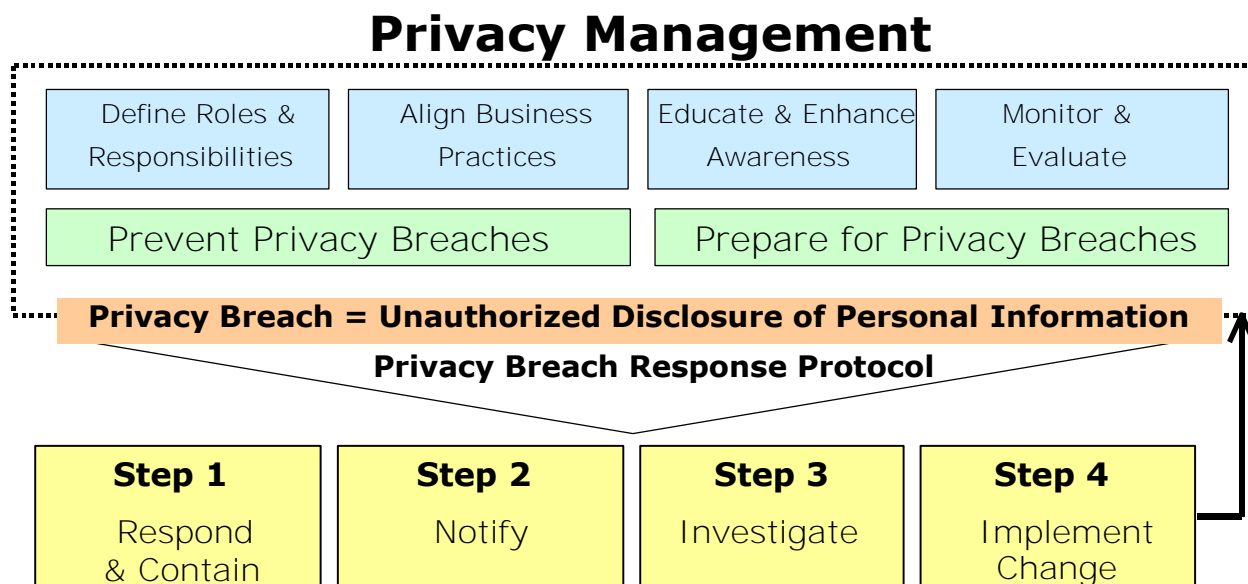 Privacy Management
Define Roles &
Responsibilities
Align Business
Practices
Educate & Enhance
Awareness
Monitor &
Evaluate
Prevent Privacy Breaches
Prepare for Privacy Breaches
Privacy Breach = Unauthorized Disclosure of Personal Information
Privacy Breach Response Protocol
Step 1
Respond
& Contain
Step 2
Notify
Step 3
Investigate
Step 4
Implement
Change